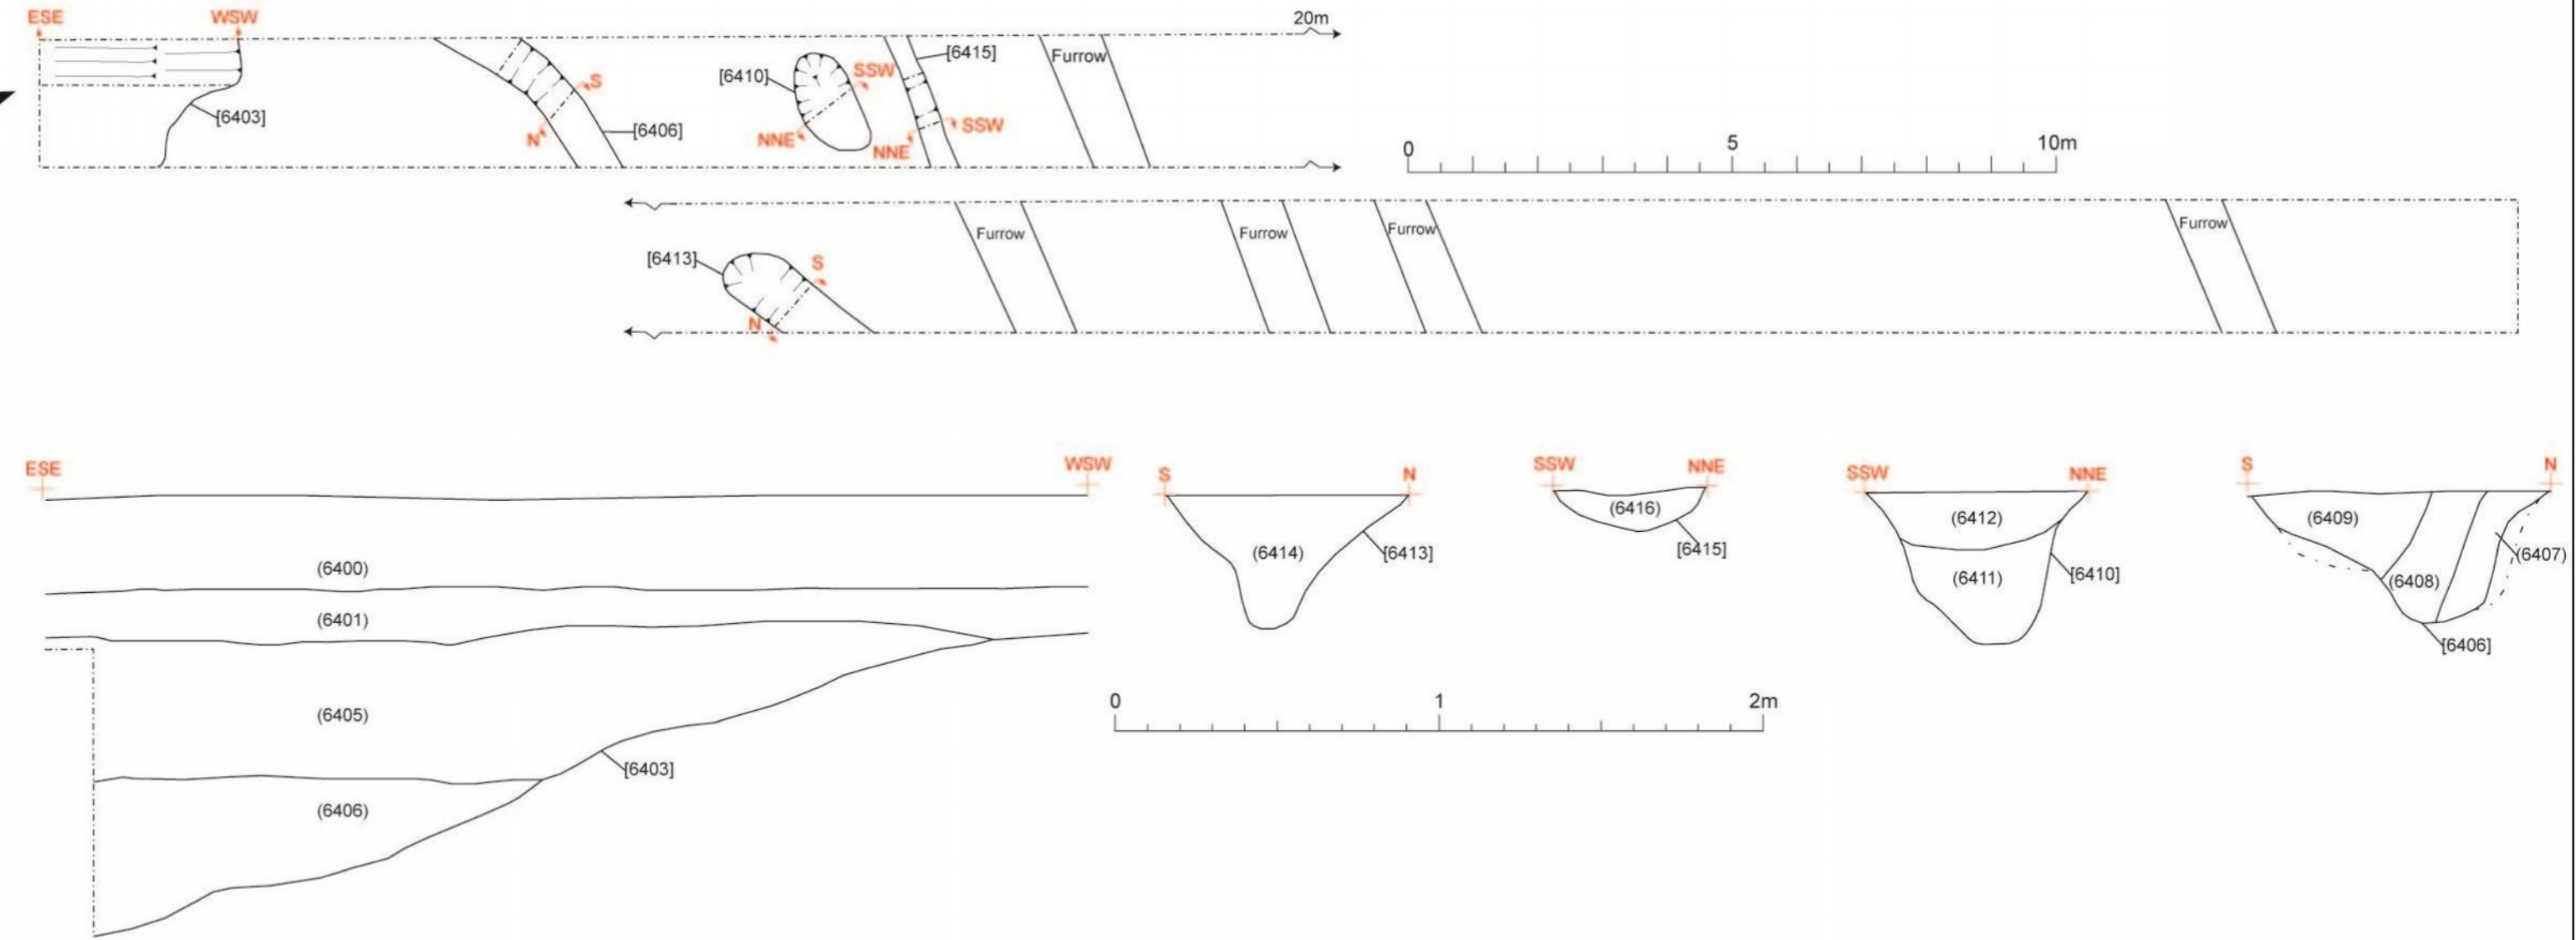 ESE
WSW
20m
[6403]
S
N
[6406]
[6410]
SSW
NNE
[6415]
SSW
NNE
Furrow
0
5
10m
[6413]
S
N
Furrow
Furrow
Furrow
Furrow
ESE
WSW
(6400)
(6401)
(6405)
(6406)
[6403]
S
N
(6414)
[6413]
SSW
NNE
(6416)
[6415]
SSW
NNE
(6412)
(6411)
[6410]
S
N
(6409)
(6408)
(6407)
[6406]
0
1
2m